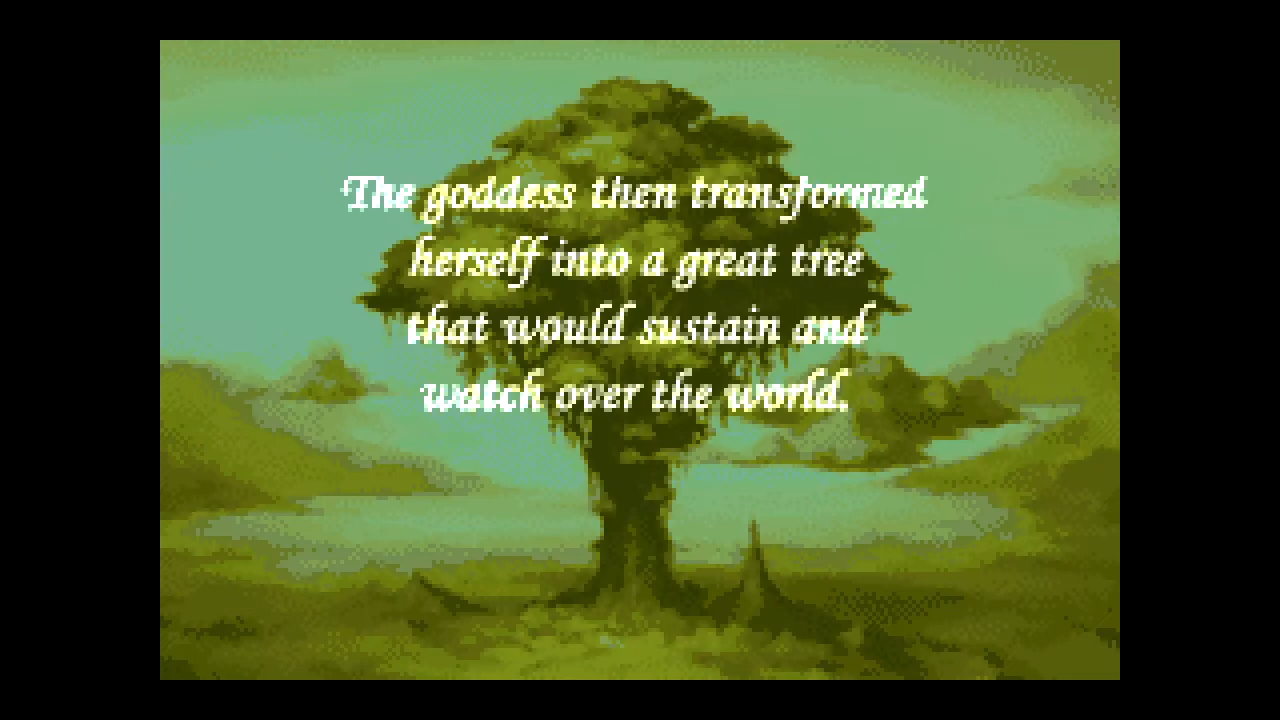 The goddess then transformed
herself into a great tree
that would sustain and
watch over the world.